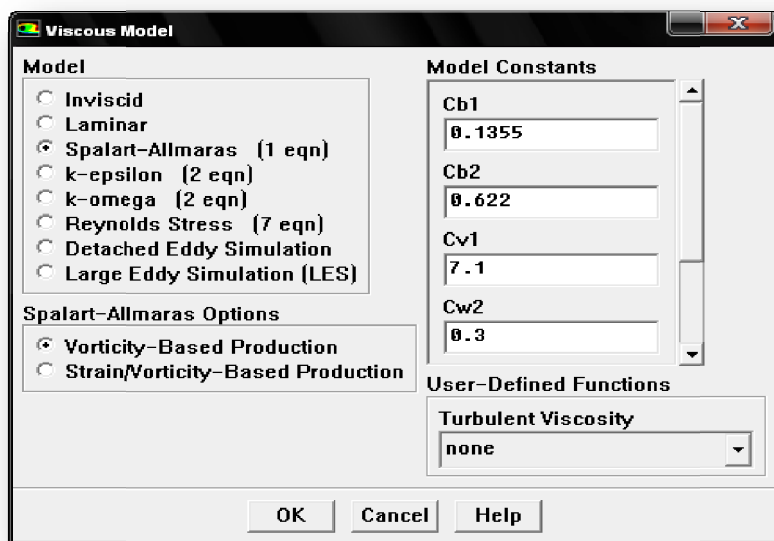 Viscous Model
Model
Inviscid
Laminar
Spalart-Allmaras (1 eqn)
k-epsilon (2 eqn)
k-omega (2 eqn)
Reynolds Stress (7 eqn)
Detached Eddy Simulation
Large Eddy Simulation (LES)
Spalart-Allmaras Options
Vorticity-Based Production
Strain/Vorticity-Based Production
Model Constants
Cb1
0.1355
Cb2
0.622
Cv1
7.1
Cw2
0.3
User-Defined Functions
Turbulent Viscosity
none
OK Cancel Help